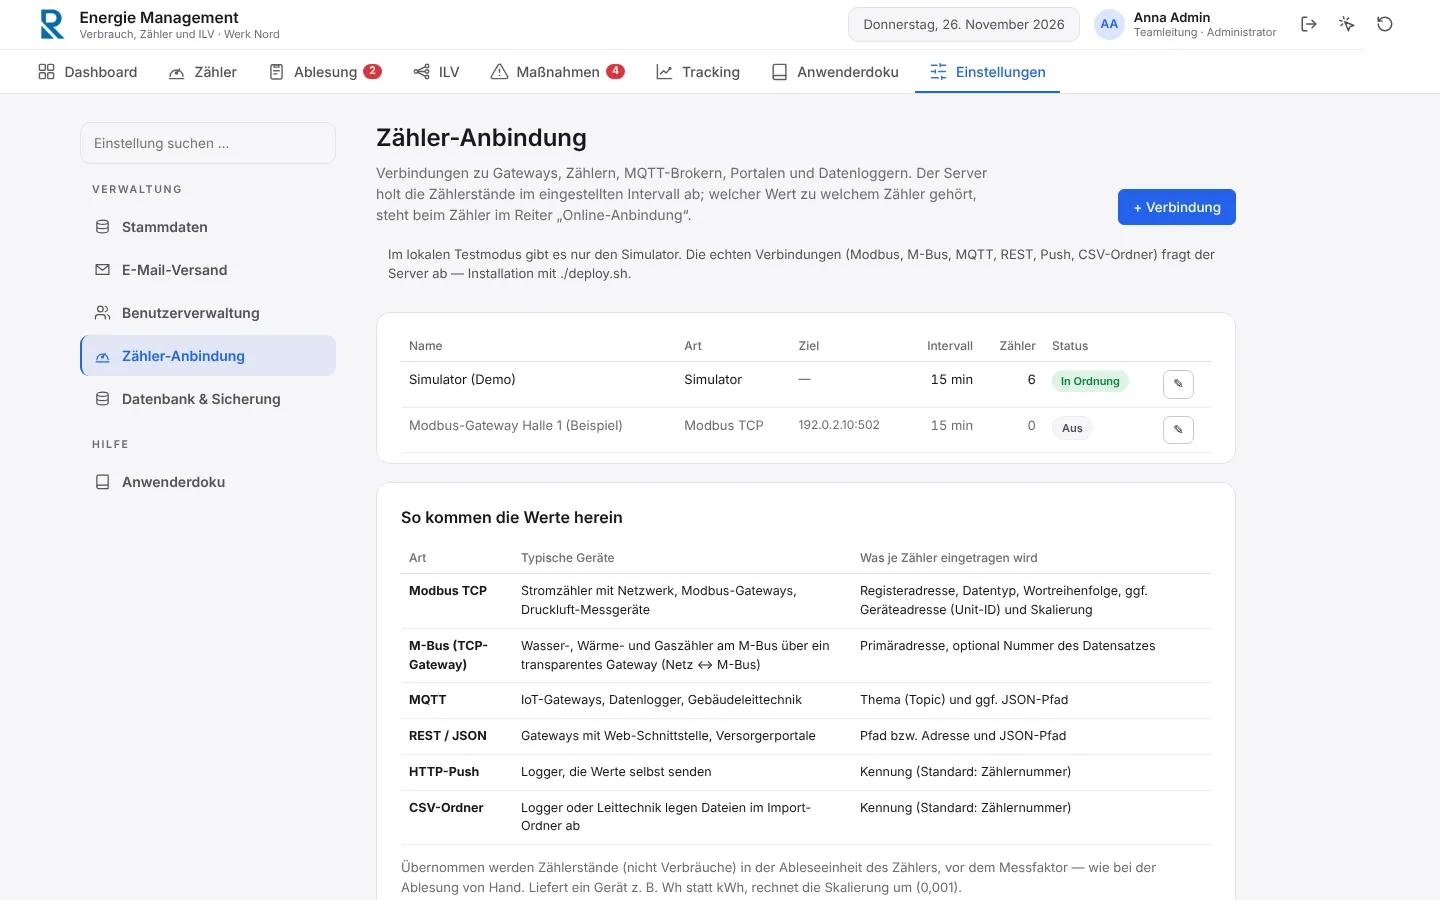 Energie Management
Verbrauch, Zähler und ILV · Werk Nord
Donnerstag, 26. November 2026
AA
Anna Admin
Teamleitung · Administrator
Dashboard
Zähler
Ablesung 2
ILV
Maßnahmen 4
Tracking
Anwenderdoku
Einstellungen
Einstellung suchen ...
VERWALTUNG
Stammdaten
E-Mail-Versand
Benutzerverwaltung
Zähler-Anbindung
Datenbank & Sicherung
HILFE
Anwenderdoku
Zähler-Anbindung
Verbindungen zu Gateways, Zählern, MQTT-Brokern, Portalen und Datenloggern. Der Server
holt die Zählerstände im eingestellten Intervall ab; welcher Wert zu welchem Zähler gehört,
steht beim Zähler im Reiter „Online-Anbindung“.
+ Verbindung
Im lokalen Testmodus gibt es nur den Simulator. Die echten Verbindungen (Modbus, M-Bus, MQTT, REST, Push, CSV-Ordner) fragt der
Server ab — Installation mit ./deploy.sh.
Name Art Ziel Intervall Zähler Status
Simulator (Demo) Simulator — 15 min 6 In Ordnung
Modbus-Gateway Halle 1 (Beispiel) Modbus TCP 192.0.2.10:502 15 min 0 Aus
So kommen die Werte herein
Art Typische Geräte Was je Zähler eingetragen wird
Modbus TCP Stromzähler mit Netzwerk, Modbus-Gateways, Registeradresse, Datentyp, Wortreihenfolge, ggf.
Druckluft-Messgeräte Geräteadresse (Unit-ID) und Skalierung
M-Bus (TCP- Wasser-, Wärme- und Gaszähler am M-Bus über ein Primäradresse, optional Nummer des Datensatzes
Gateway) transparentes Gateway (Netz ↔ M-Bus)
MQTT IoT-Gateways, Datenlogger, Gebäudeleittechnik Thema (Topic) und ggf. JSON-Pfad
REST / JSON Gateways mit Web-Schnittstelle, Versorgerportale Pfad bzw. Adresse und JSON-Pfad
HTTP-Push Logger, die Werte selbst senden Kennung (Standard: Zählernummer)
CSV-Ordner Logger oder Leittechnik legen Dateien im Import- Kennung (Standard: Zählernummer)
Ordner ab
Übernommen werden Zählerstände (nicht Verbräuche) in der Ableseeinheit des Zählers, vor dem Messfaktor — wie bei der
Ablesung von Hand. Liefert ein Gerät z. B. Wh statt kWh, rechnet die Skalierung um (0,001).